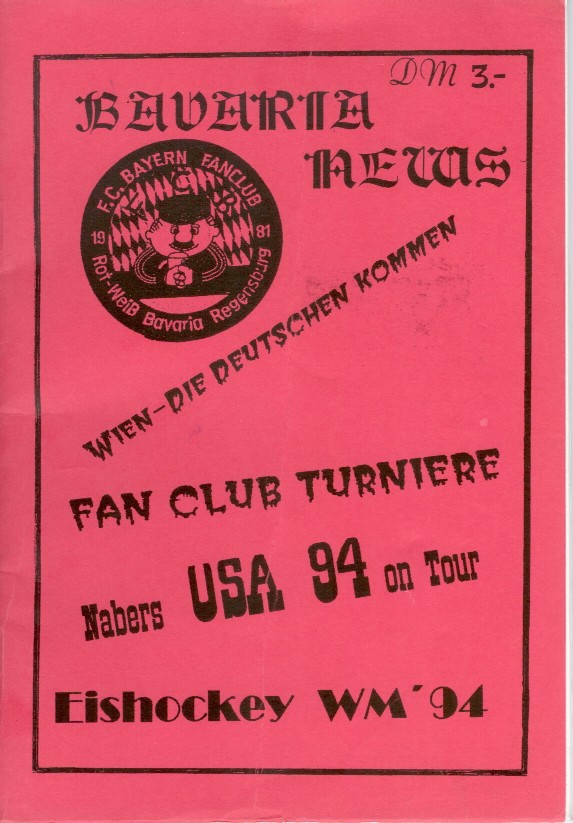 DM 3.-
BAVARIA
NEWS
F.C. BAYERN FANCLUB
FCB
19 81
Rot-Weiß Bavaria Regensburg
WIEN-DIE DEUTSCHEN KOMMEN
FAN CLUB TURNIERE
Nabers USA 94 on Tour
Eishockey WM´94